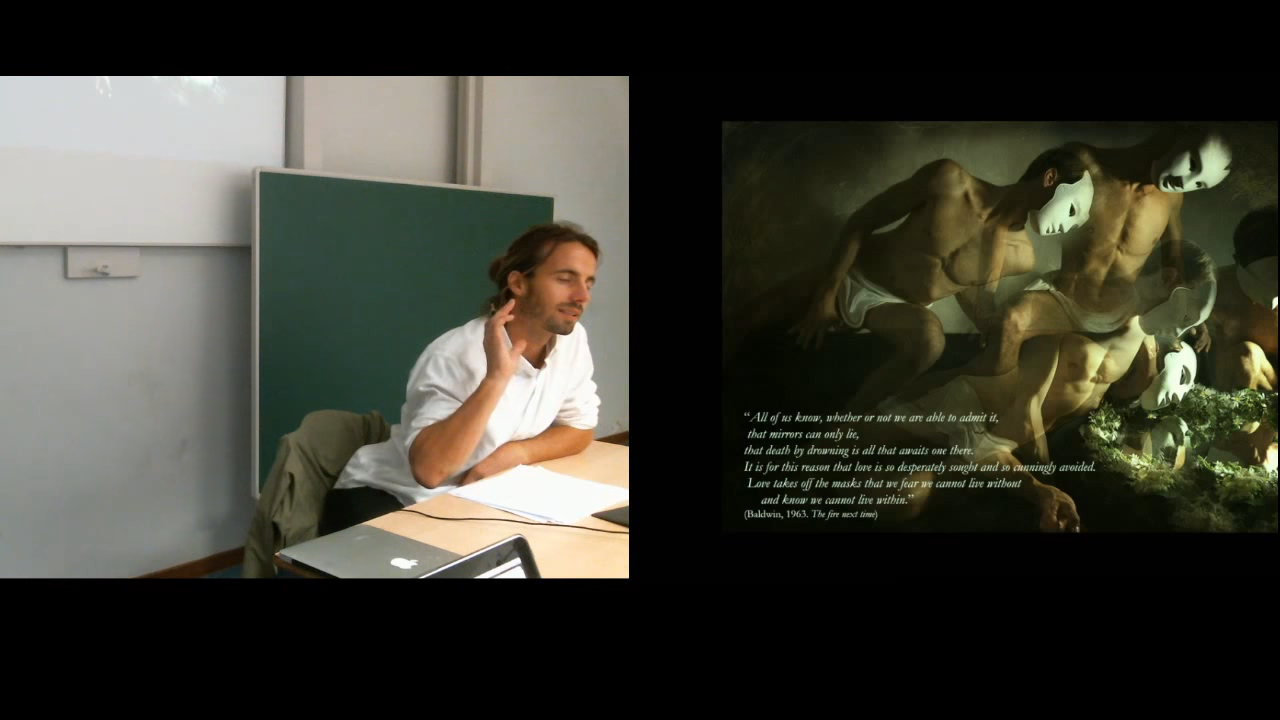 “All of us know, whether or not we are able to admit it,
that mirrors can only lie,
that death by drowning is all that awaits one there.
It is for this reason that love is so desperately sought and so cunningly avoided.
Love takes off the masks that we fear we cannot live without
and know we cannot live within.”
(Baldwin, 1963. The fire next time)